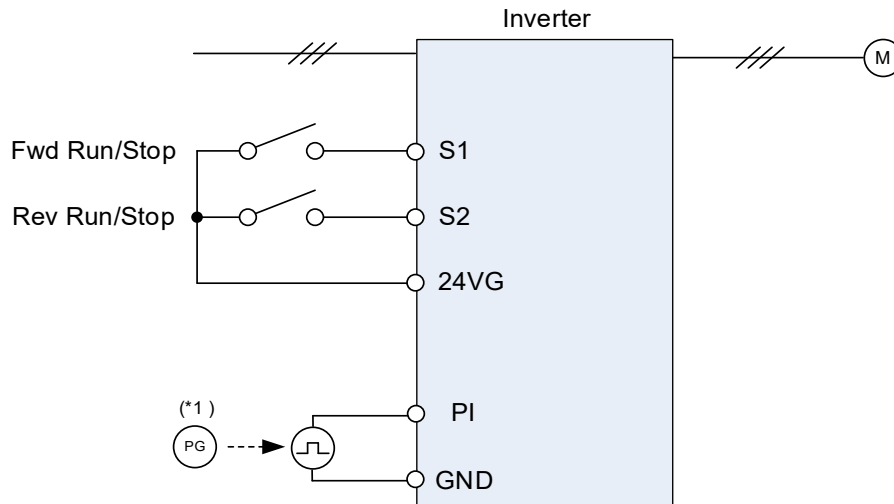 Inverter
M
Fwd Run/Stop
S1
Rev Run/Stop
S2
24VG
(*1 )
PI
PG
GND